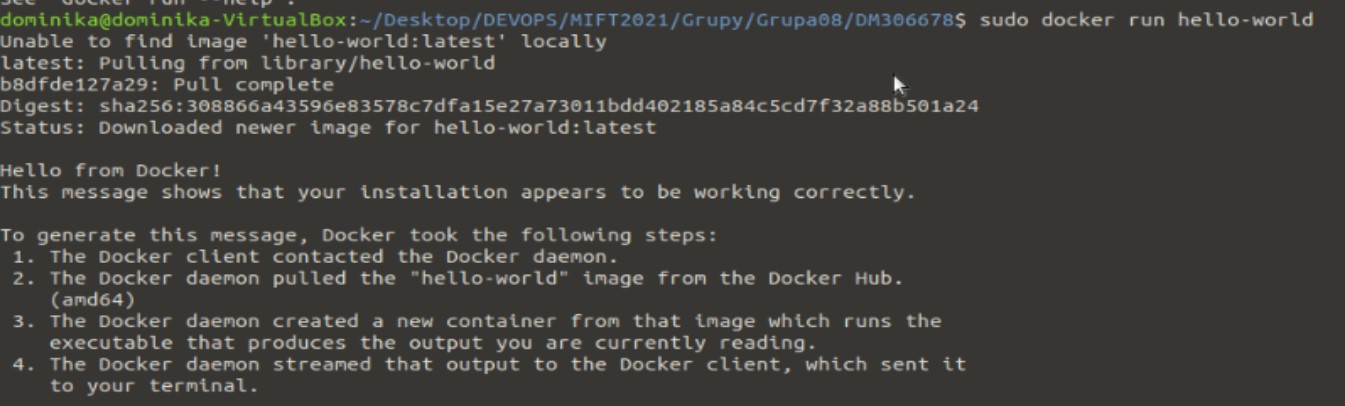 See 'docker run --help'.
dominika@dominika-VirtualBox:~/Desktop/DEVOPS/MIFT2021/Grupy/Grupa08/DM306678$ sudo docker run hello-world
Unable to find image 'hello-world:latest' locally
latest: Pulling from library/hello-world
b8dfde127a29: Pull complete
Digest: sha256:308866a43596e83578c7dfa15e27a73011bdd402185a84c5cd7f32a88b501a24
Status: Downloaded newer image for hello-world:latest
Hello from Docker!
This message shows that your installation appears to be working correctly.
To generate this message, Docker took the following steps:
1. The Docker client contacted the Docker daemon.
2. The Docker daemon pulled the "hello-world" image from the Docker Hub.
(amd64)
3. The Docker daemon created a new container from that image which runs the
executable that produces the output you are currently reading.
4. The Docker daemon streamed that output to the Docker client, which sent it
to your terminal.